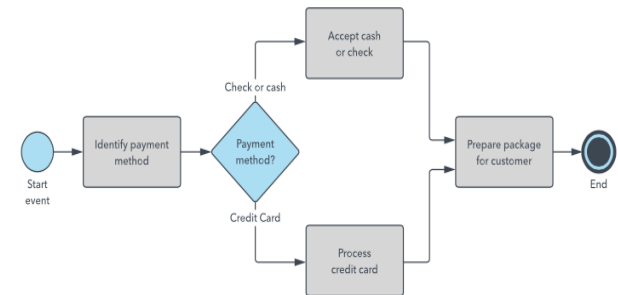 Accept cash
or check
Check or cash
Identify payment
method
Payment
method?
Prepare package
for customer
Start
event
End
Credit Card
Process
credit card